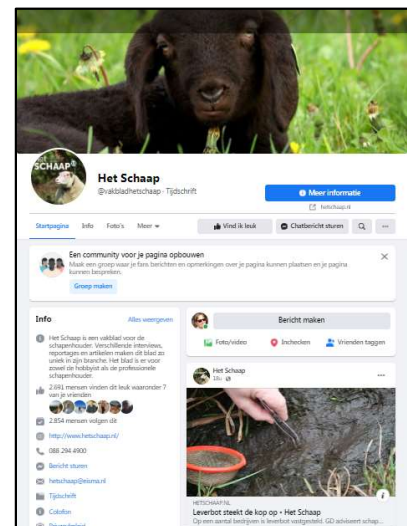 Het
SCHAAP
Het Schaap
@vakbladhetschaap · Tijdschrift
Meer informatie
hetschaap.nl
Startpagina Info Foto's Meer
Vind ik leuk
Chatbericht sturen
Een community voor je pagina opbouwen
Maak een groep waar je fans berichten en opmerkingen over je pagina kunnen plaatsen en je pagina
kunnen bespreken.
Groep maken
Info
Alles weergeven
Het Schaap is een vakblad voor de
schapenhouder. Verschillende interviews,
reportages en artikelen maken dit blad zo
uniek in zijn branche. Het blad is er voor
zowel de hobbyist als de professionele
schapenhouder.
2.691 mensen vinden dit leuk waaronder 7
van je vrienden
2.854 mensen volgen dit
http://www.hetschaap.nl/
088 294 4900
Bericht sturen
hetschaap@eisma.nl
Tijdschrift
Colofon
Bericht maken
Foto/video
Inchecken
Vrienden taggen
Het Schaap
HETSCHAAP.NL
Leverbot steekt de kop op • Het Schaap
Op een aantal bedrijven is leverbot vastgesteld. GD adviseert schap...